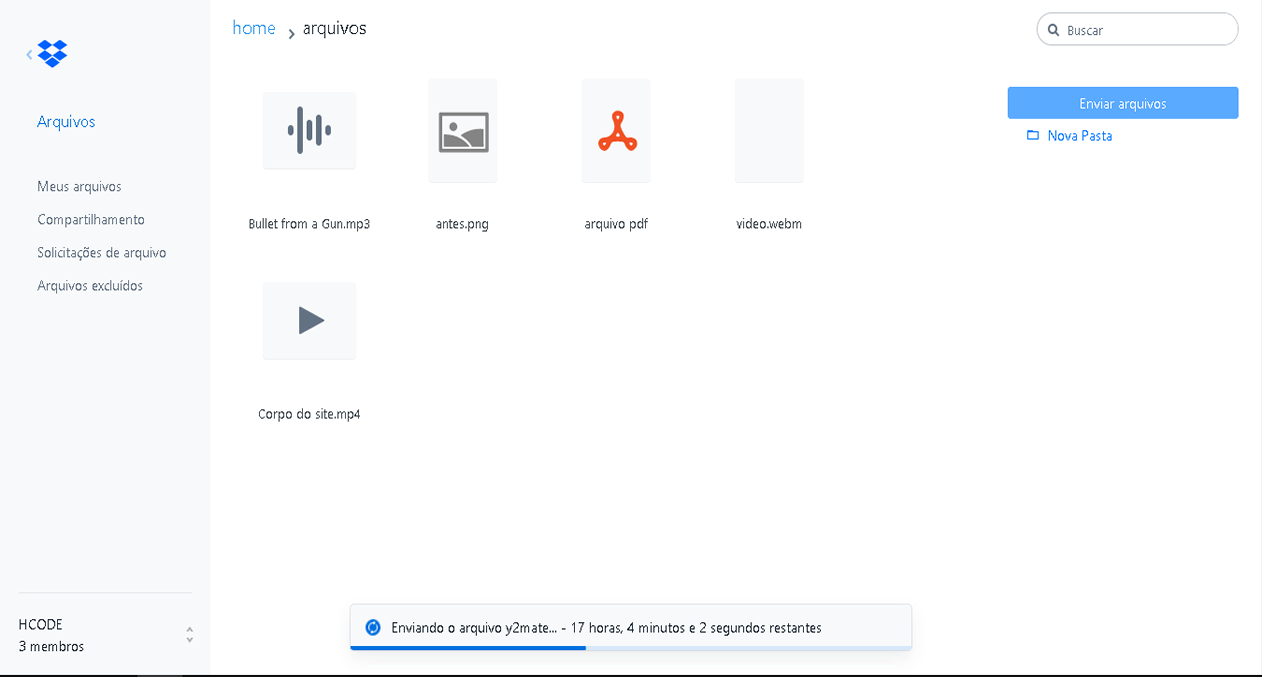 home > arquivos
Buscar
Arquivos
Meus arquivos
Compartilhamento
Solicitações de arquivo
Arquivos excluídos
Enviar arquivos
Nova Pasta
Bullet from a Gun.mp3
antes.png
arquivo pdf
video.webm
Corpo do site.mp4
HCODE
3 membros
Enviando o arquivo y2mate... - 17 horas, 4 minutos e 2 segundos restantes